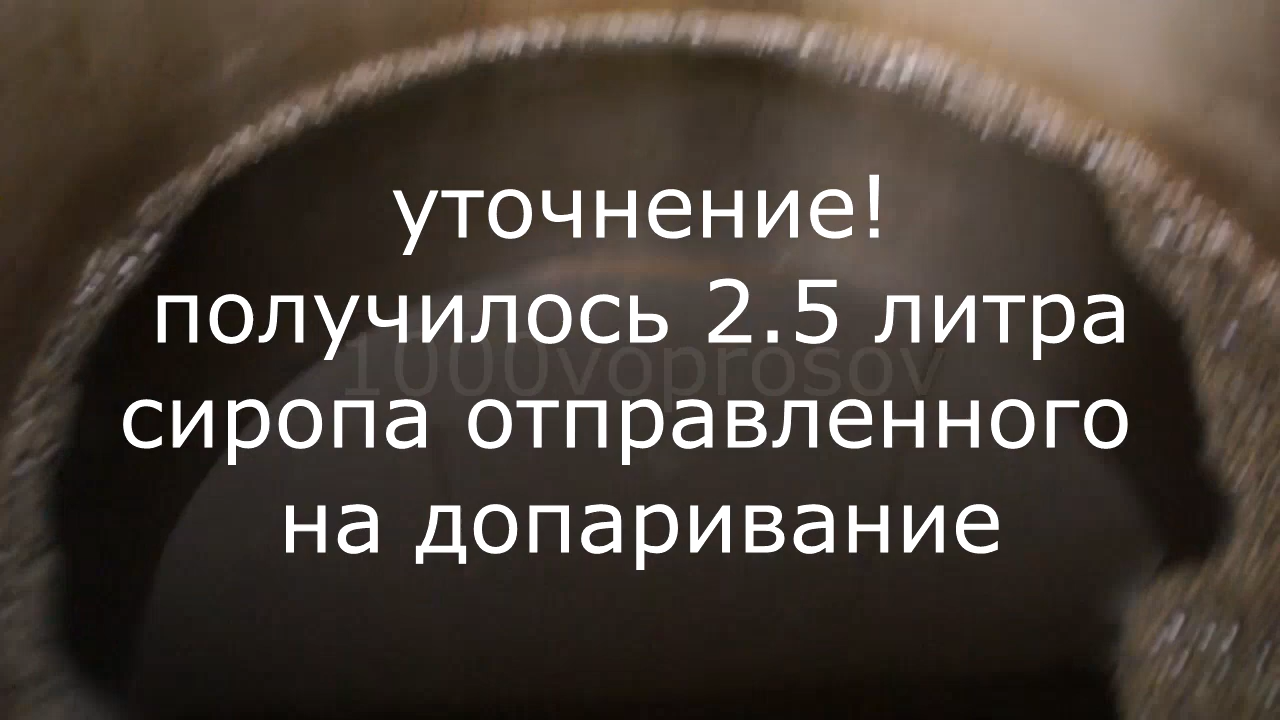 уточнение!
получилось 2.5 литра
1000voprosov
сиропа отправленного
на допаривание